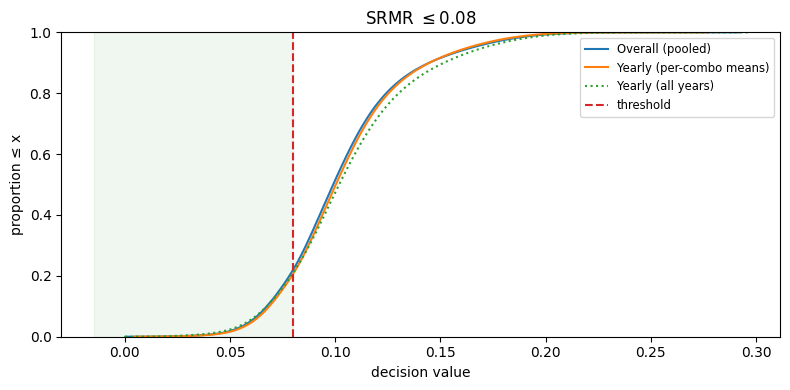 SRMR ≤0.08
Overall (pooled)
Yearly (per-combo means)
Yearly (all years)
threshold
proportion ≤ x
1.0
0.8
0.6
0.4
0.2
0.0
0.00 0.05 0.10 0.15 0.20 0.25 0.30
decision value